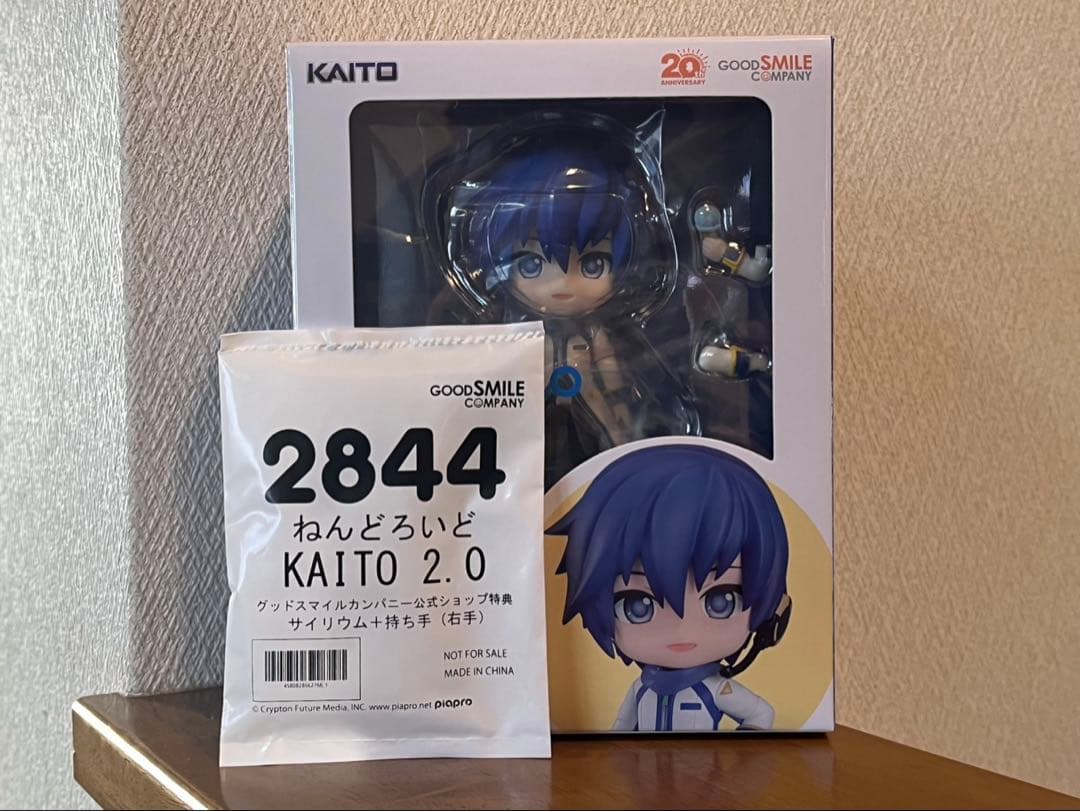 KAITO
20th
ANNIVERSARY
GOOD SMILE
COMPANY
GOOD SMILE
COMPANY
2844
ねんどろいど
KAITO 2.0
グッドスマイルカンパニー公式ショップ特典
サイリウム+持ち手(右手)
NOT FOR SALE
MADE IN CHINA
© Crypton Future Media, INC. www.piapro.net piapro